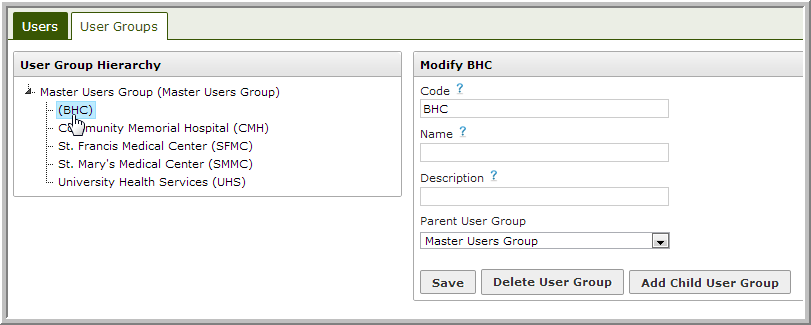 Users
User Groups
User Group Hierarchy
Master Users Group (Master Users Group)
(BHC)
Community Memorial Hospital (CMH)
St. Francis Medical Center (SFMC)
St. Mary's Medical Center (SMMC)
University Health Services (UHS)
Modify BHC
Code ?
BHC
Name ?
Description ?
Parent User Group
Master Users Group
Save
Delete User Group
Add Child User Group